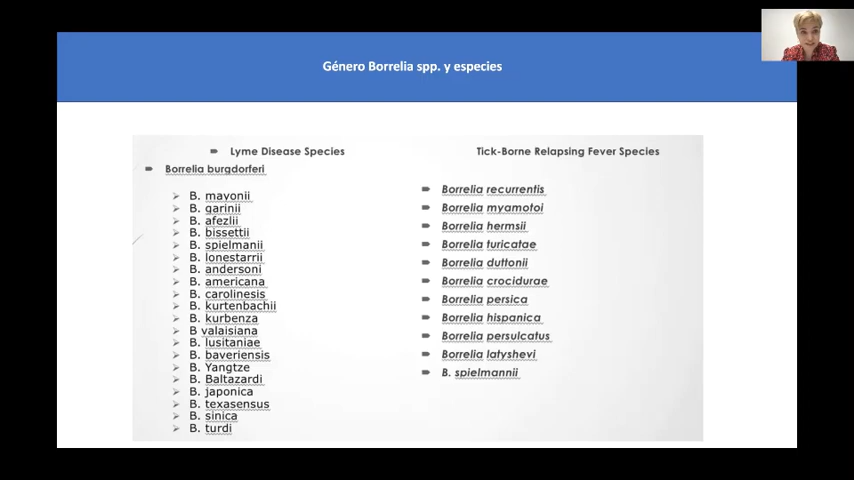 Género Borrelia spp. y especies
Lyme Disease Species
Borrelia burgdorferi
B. mayonii
B. garinii
B. afezlii
B. bissettii
B. spielmanii
B. lonestarrii
B. andersoni
B. americana
B. carolinesis
B. kurtenbachii
B. kurbenza
B valaisiana
B. lusitaniae
B. baveriensis
B. Yangtze
B. Baltazardi
B. japonica
B. texasensus
B. sinica
B. turdi
Tick-Borne Relapsing Fever Species
Borrelia recurrentis
Borrelia myamotoi
Borrelia hermsii
Borrelia turicatae
Borrelia duttonii
Borrelia crocidurae
Borrelia persica
Borrelia hispanica
Borrelia persulcatus
Borrelia latyshevi
B. spielmannii